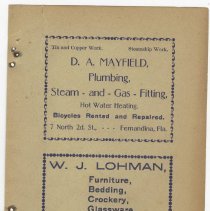 Tin and Copper Work. Steamship Work.
D. A. MAYFIELD,
Plumbing,
Steam - and - Gas - Fitting,
Hot Water Heating.
Bicycles Rented and Repaired.
7 North 2d. St., - - Fernandina, Fla.
W. J. LOHMAN,
Furniture,
Bedding,
Crockery,
Glassware